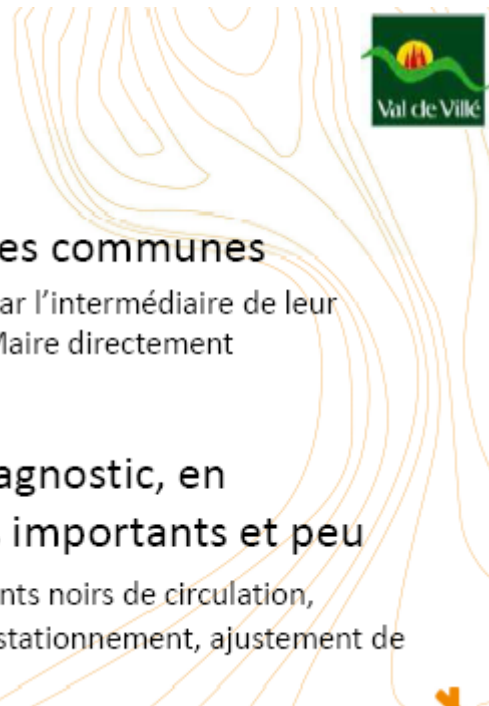 Val de Villé
es communes
ar l'intermédiaire de leur
Maire directement
agnostic, en
s importants et peu
nts noirs de circulation,
stationnement, ajustement de